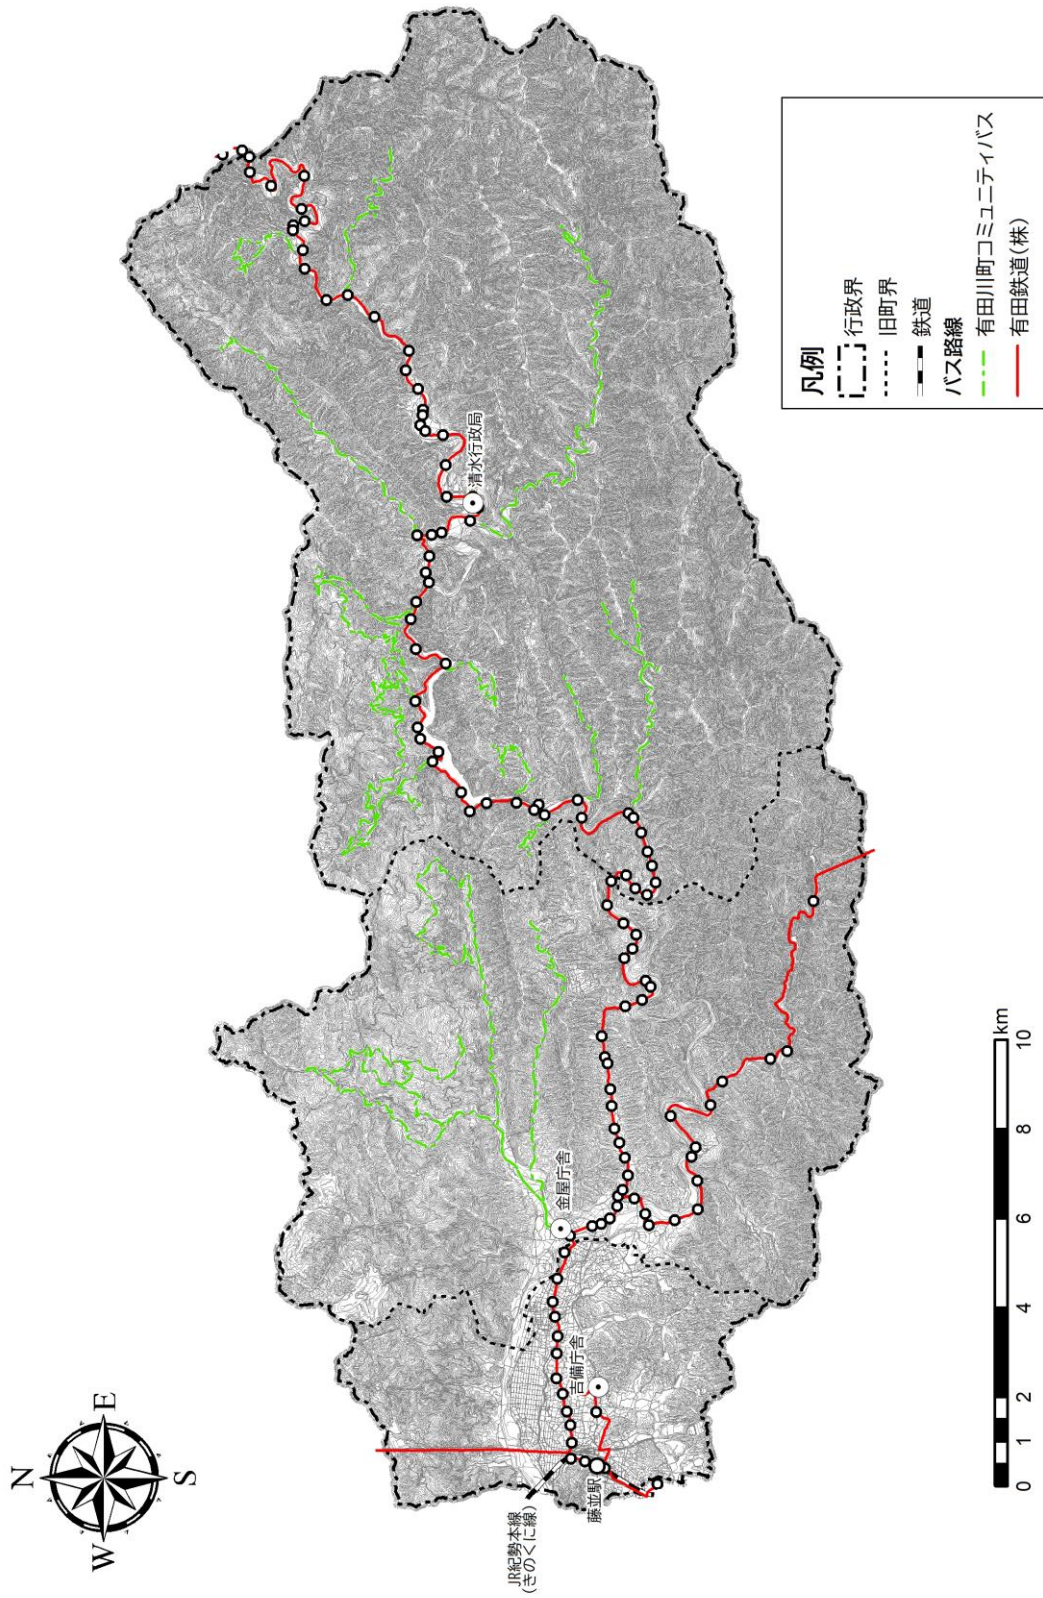 N
W
E
S
JR紀勢本線
(きのくに線)
藤並駅
吉備庁舎
金屋庁舎
清水行政局
0
1
2
4
6
8
10
km
凡例
行政界
旧町界
鉄道
バス路線
有田川町コミュニティバス
有田鉄道(株)